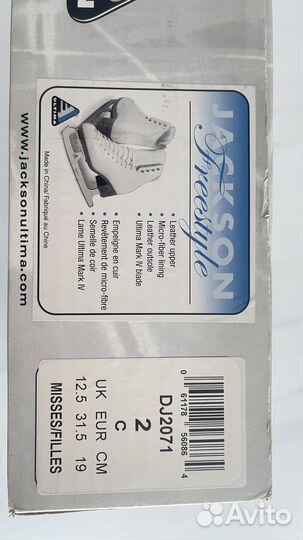 JACKSON
Freestyle
ULTIMA
• Leather upper
• Micro-fiber lining
• Leather outsole
• Ultima Mark IV blade
• Empeigne en cuir
• Revêtement de micro-fibre
• Semelle de cuir
• Lame Ultima Mark IV
Made in China/Fabriqué au Chine
www.jacksonultima.com
0 61178 56086 4
DJ2071
2
C
UK EUR CM
12.5 31.5 19
MISSES/FILLES
Avito